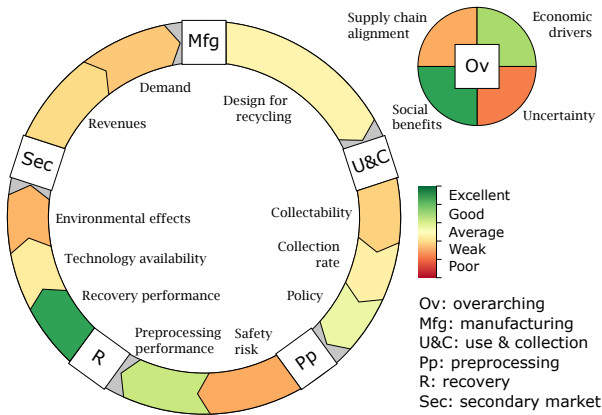 Mfg
Supply chain
alignment
Economic
drivers
Ov
Social
benefits
Uncertainty
Demand
Design for
recycling
Revenues
Sec
U&C
Excellent
Good
Average
Weak
Poor
Environmental effects
Collectability
Technology availability
Collection
rate
Recovery performance
Policy
Preprocessing
performance
Safety
risk
R
Pp
Ov: overarching
Mfg: manufacturing
U&C: use & collection
Pp: preprocessing
R: recovery
Sec: secondary market